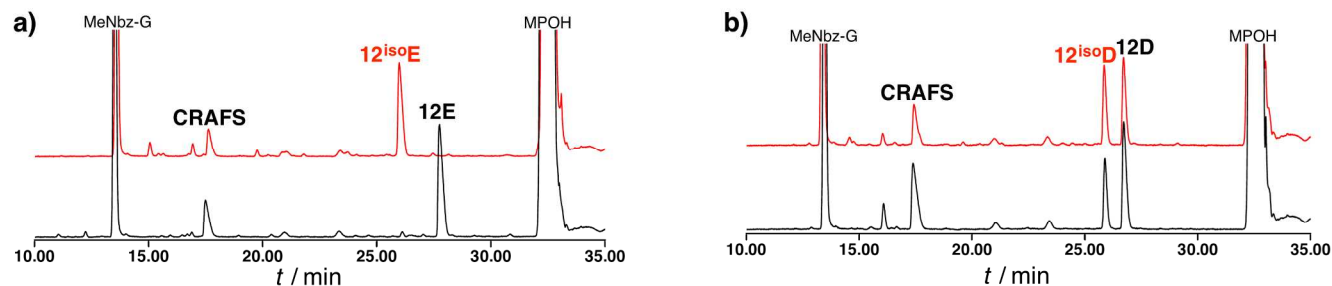 a)
MeNbz-G
MPOH
12isoE
12E
CRAFS
10.00 15.00 20.00 25.00 30.00 35.00
t / min
b)
MeNbz-G
MPOH
12isoD 12D
CRAFS
10.00 15.00 20.00 25.00 30.00 35.00
t / min